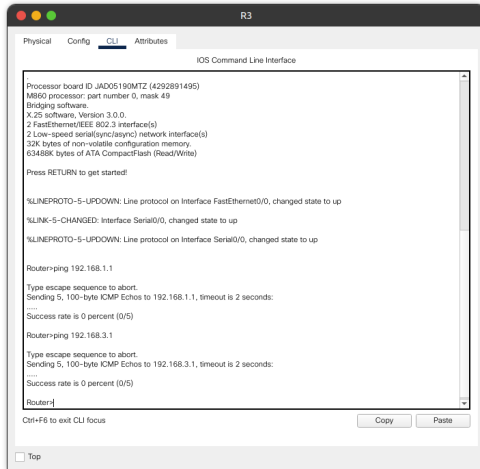 R3
Physical Config CLI Attributes
IOS Command Line Interface
.
Processor board ID JAD05190MTZ (4292891495)
M860 processor: part number 0, mask 49
Bridging software.
X.25 software, Version 3.0.0.
2 FastEthernet/IEEE 802.3 interface(s)
2 Low-speed serial(sync/async) network interface(s)
32K bytes of non-volatile configuration memory.
63488K bytes of ATA CompactFlash (Read/Write)
Press RETURN to get started!
%LINEPROTO-5-UPDOWN: Line protocol on Interface FastEthernet0/0, changed state to up
%LINK-5-CHANGED: Interface Serial0/0, changed state to up
%LINEPROTO-5-UPDOWN: Line protocol on Interface Serial0/0, changed state to up
Router>ping 192.168.1.1
Type escape sequence to abort.
Sending 5, 100-byte ICMP Echos to 192.168.1.1, timeout is 2 seconds:
.....
Success rate is 0 percent (0/5)
Router>ping 192.168.3.1
Type escape sequence to abort.
Sending 5, 100-byte ICMP Echos to 192.168.3.1, timeout is 2 seconds:
.....
Success rate is 0 percent (0/5)
Router>
Ctrl+F6 to exit CLI focus
Copy Paste
Top